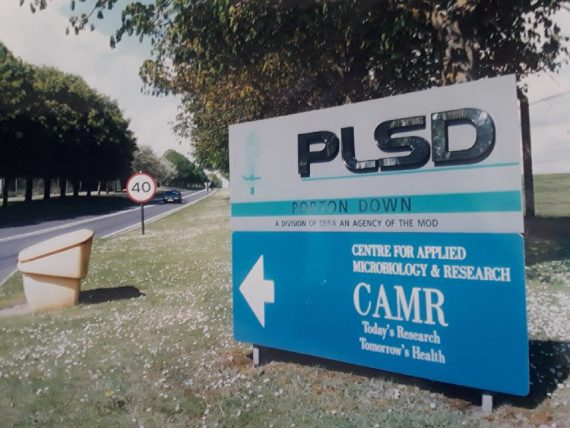 40
PLSD
PORTON DOWN
A DIVISION OF DERA AN AGENCY OF THE MOD
CENTRE FOR APPLIED
MICROBIOLOGY & RESEARCH
CAMR
Today's Research
Tomorrow's Health